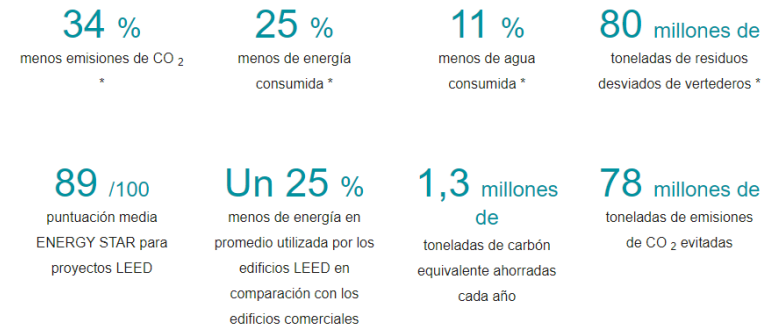 34 %
menos emisiones de CO 2
*
25 %
menos de energía
consumida *
11 %
menos de agua
consumida *
80 millones de
toneladas de residuos
desviados de vertederos *
89 /100
puntuación media
ENERGY STAR para
proyectos LEED
Un 25 %
menos de energía en
promedio utilizada por los
edificios LEED en
comparación con los
edificios comerciales
1,3 millones
de
toneladas de carbón
equivalente ahorradas
cada año
78 millones de
toneladas de emisiones
de CO 2 evitadas